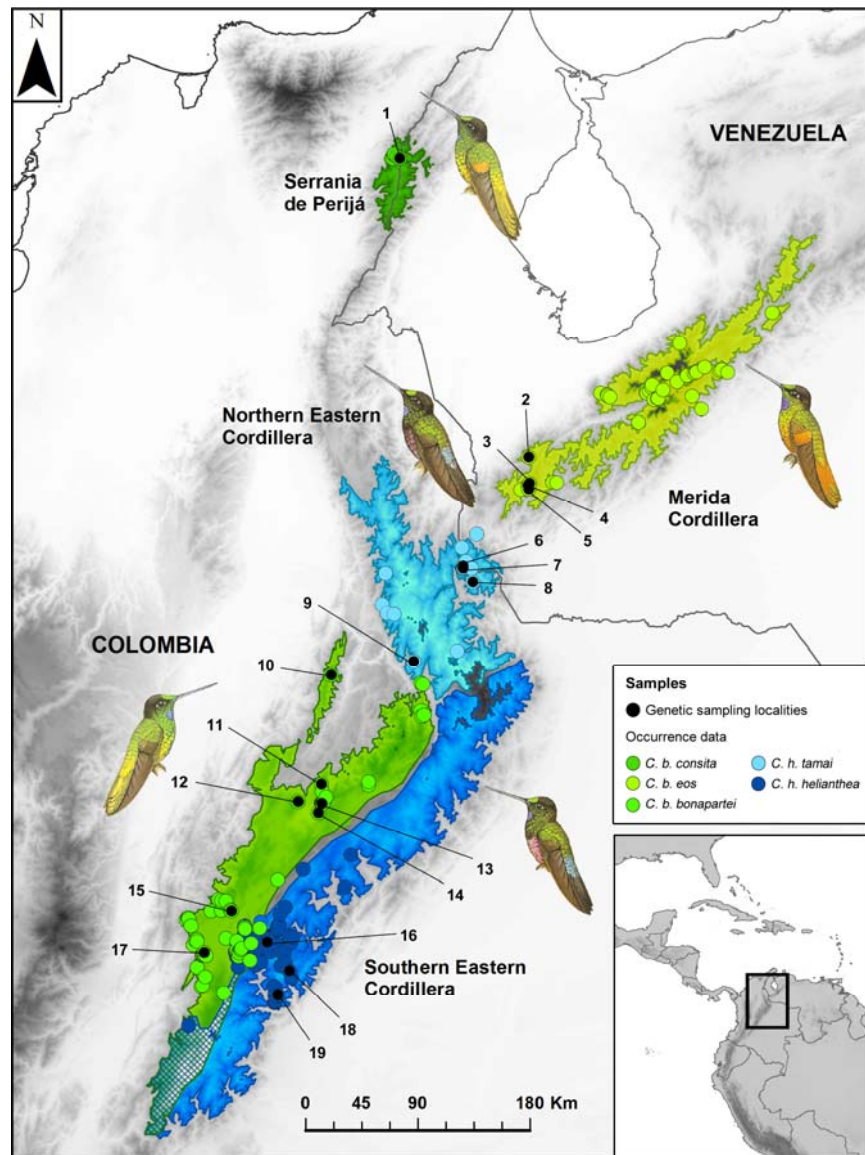 N
1
VENEZUELA
Serrania
de Perijá
Northern Eastern
Cordillera
2
3
4
5
Merida
Cordillera
6
7
8
9
COLOMBIA
10
11
12
13
14
15
16
17
Southern Eastern
Cordillera
18
19
0 45 90 180 Km
Samples
Genetic sampling localities
Occurrence data
C. b. consita
C. h. tamai
C. b. eos
C. h. helianthea
C. b. bonapartei